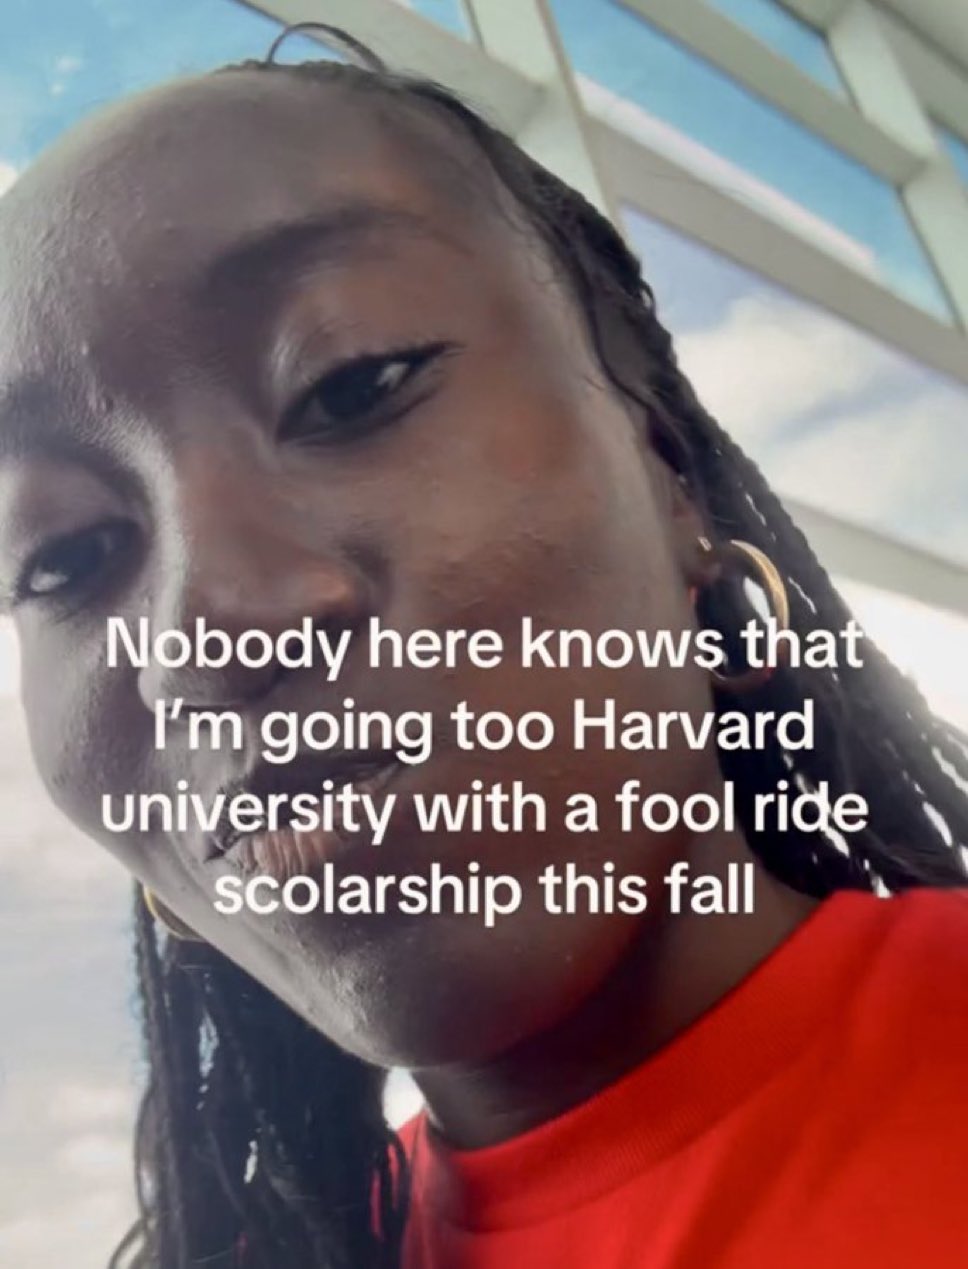 Nobody here knows that
I'm going too Harvard
university with a fool ride
scolarship this fall